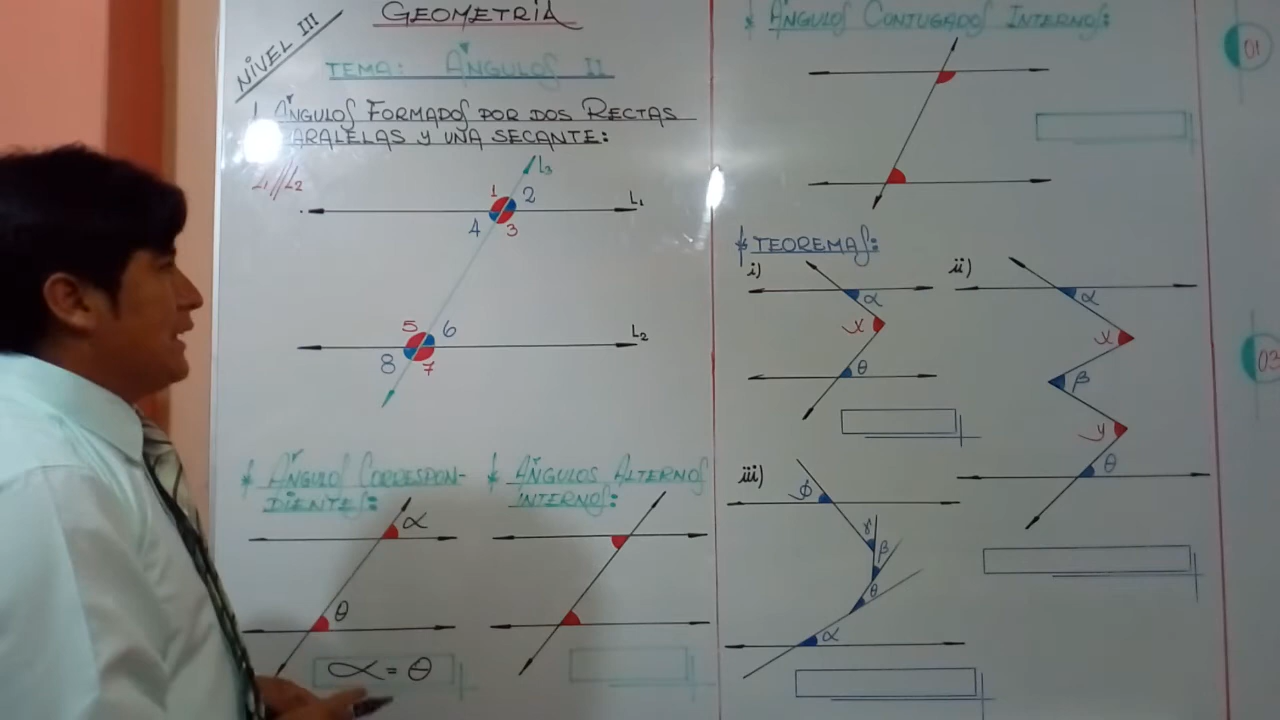 NIVEL III
GEOMETRÍA
TEMA: ÁNGULOS II
ÁNGULOS FORMADOS POR DOS RECTAS
ARALELAS Y UNA SECANTE:
L1//L2
L3
1 2
L1
4 3
5 6
L2
8 7
* ÁNGULOS CORRESPON-
DIENTES:
α
θ
α = θ
* ÁNGULOS ALTERNOS
INTERNOS:
* ÁNGULOS CONJUGADOS INTERNOS:
* TEOREMAS:
i)
α
x
θ
ii)
α
x
β
y
θ
iii)
ϕ
γ
β
θ
α
01
03